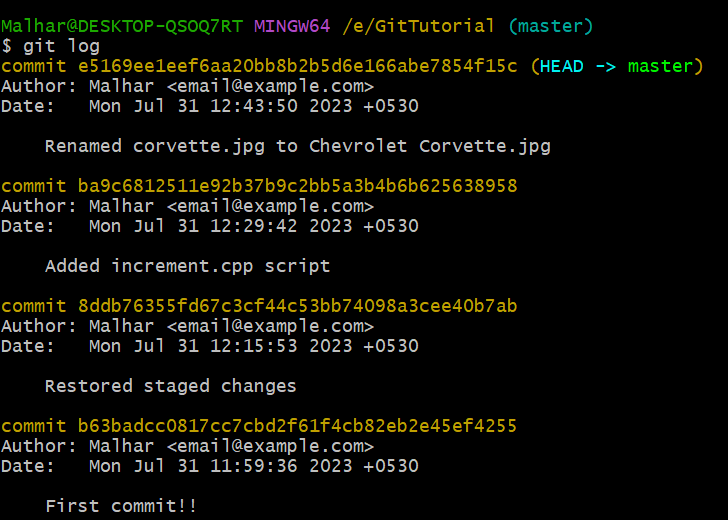 Malhar@DESKTOP-QSOQ7RT MINGW64 /e/GitTutorial (master)
$ git log
commit e5169ee1eef6aa20bb8b2b5d6e166abe7854f15c (HEAD -> master)
Author: Malhar <email@example.com>
Date:   Mon Jul 31 12:43:50 2023 +0530
    Renamed corvette.jpg to Chevrolet Corvette.jpg
commit ba9c6812511e92b37b9c2bb5a3b4b6b625638958
Author: Malhar <email@example.com>
Date:   Mon Jul 31 12:29:42 2023 +0530
    Added increment.cpp script
commit 8ddb76355fd67c3cf44c53bb74098a3cee40b7ab
Author: Malhar <email@example.com>
Date:   Mon Jul 31 12:15:53 2023 +0530
    Restored staged changes
commit b63badcc0817cc7cbd2f61f4cb82eb2e45ef4255
Author: Malhar <email@example.com>
Date:   Mon Jul 31 11:59:36 2023 +0530
    First commit!!